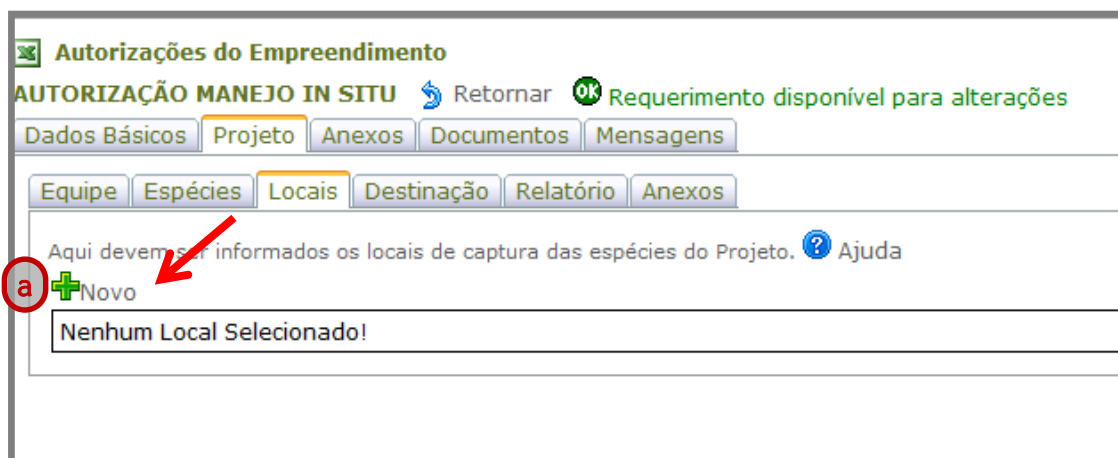 Autorizações do Empreendimento
AUTORIZAÇÃO MANEJO IN SITU Retornar OK Requerimento disponível para alterações
Dados Básicos Projeto Anexos Documentos Mensagens
Equipe Espécies Locais Destinação Relatório Anexos
Aqui devem ser informados os locais de captura das espécies do Projeto. ? Ajuda
a Novo
Nenhum Local Selecionado!